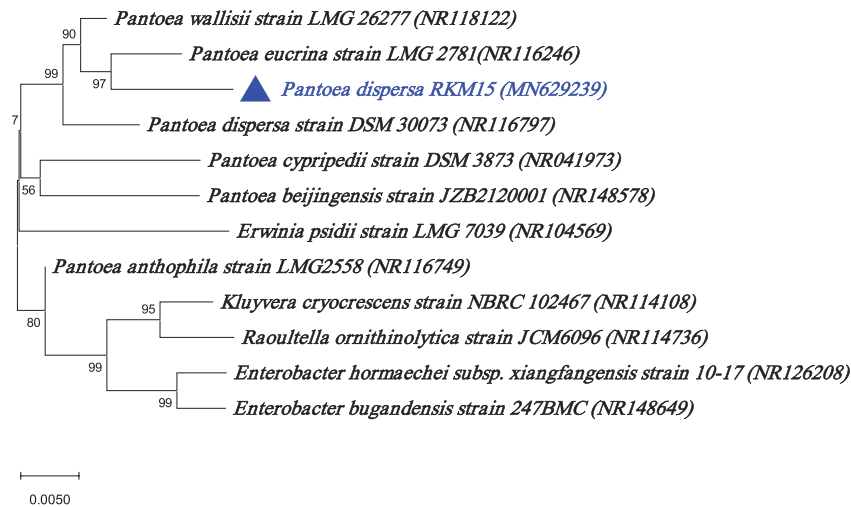 Pantoea wallisii strain LMG 26277 (NR118122)
90
Pantoea eucrina strain LMG 2781(NR116246)
99
97
Pantoea dispersa RKM15 (MN629239)
7
Pantoea dispersa strain DSM 30073 (NR116797)
Pantoea cypripedii strain DSM 3873 (NR041973)
56
Pantoea beijingensis strain JZB2120001 (NR148578)
Erwinia psidii strain LMG 7039 (NR104569)
Pantoea anthophila strain LMG2558 (NR116749)
80
Kluyvera cryocrescens strain NBRC 102467 (NR114108)
95
Raoultella ornithinolytica strain JCM6096 (NR114736)
99
Enterobacter hormaechei subsp. xiangfangensis strain 10-17 (NR126208)
99
Enterobacter bugandensis strain 247BMC (NR148649)
0.0050